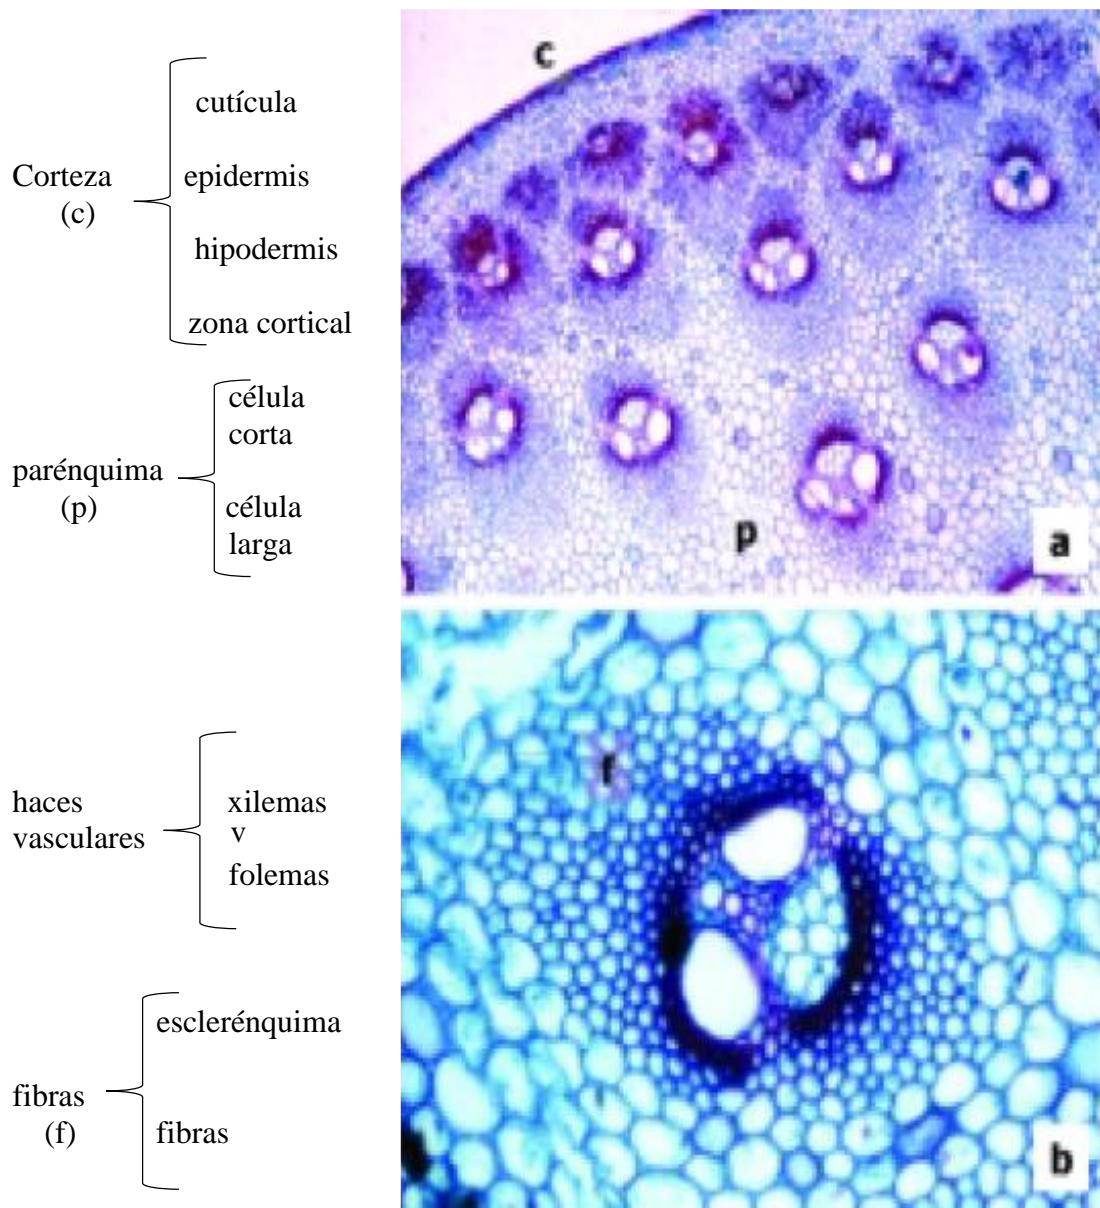 Corteza
(c)
cutícula
epidermis
hipodermis
zona cortical
parénquima
(p)
célula
corta
célula
larga
haces
vasculares
xilemas
v
folemas
fibras
(f)
esclerénquima
fibras
c
p
a
f
b